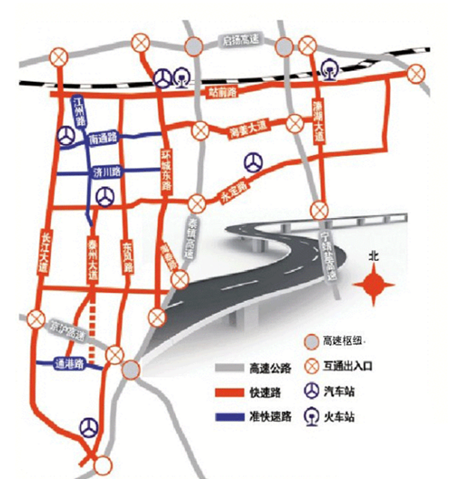 启扬高速
站前路
江州路
南通路
海姜大道
济川路
环城东路
永定路
泰镇高速
长江大道
泰州大道
东风路
宁靖盐高速
北
京沪高速
通港路
高速枢纽
高速公路
互通出入口
快速路
汽车站
准快速路
火车站